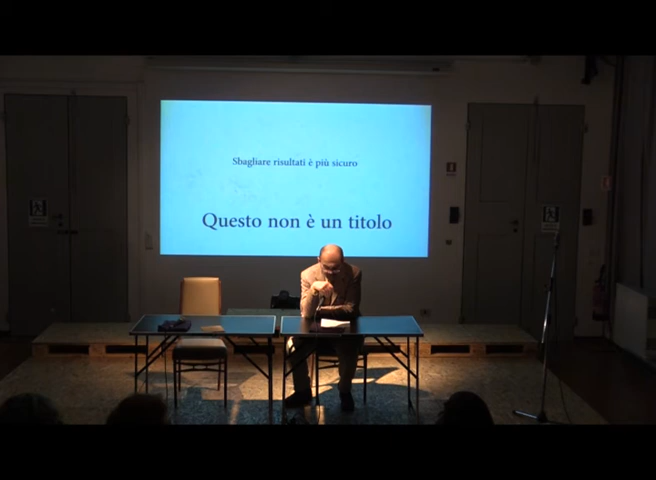 Sbagliare risultati è più sicuro
Questo non è un titolo